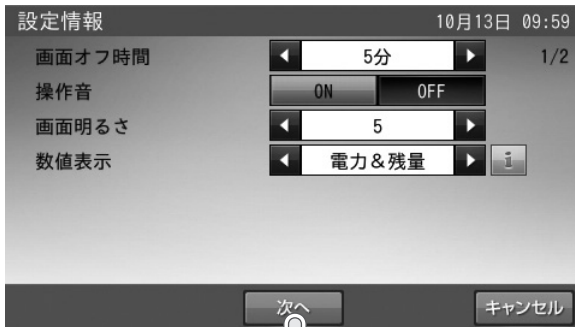 設定情報 10月13日 09:59
画面オフ時間 5分 1/2
操作音 ON OFF
画面明るさ 5
数値表示 電力&残量 i
次へ キャンセル